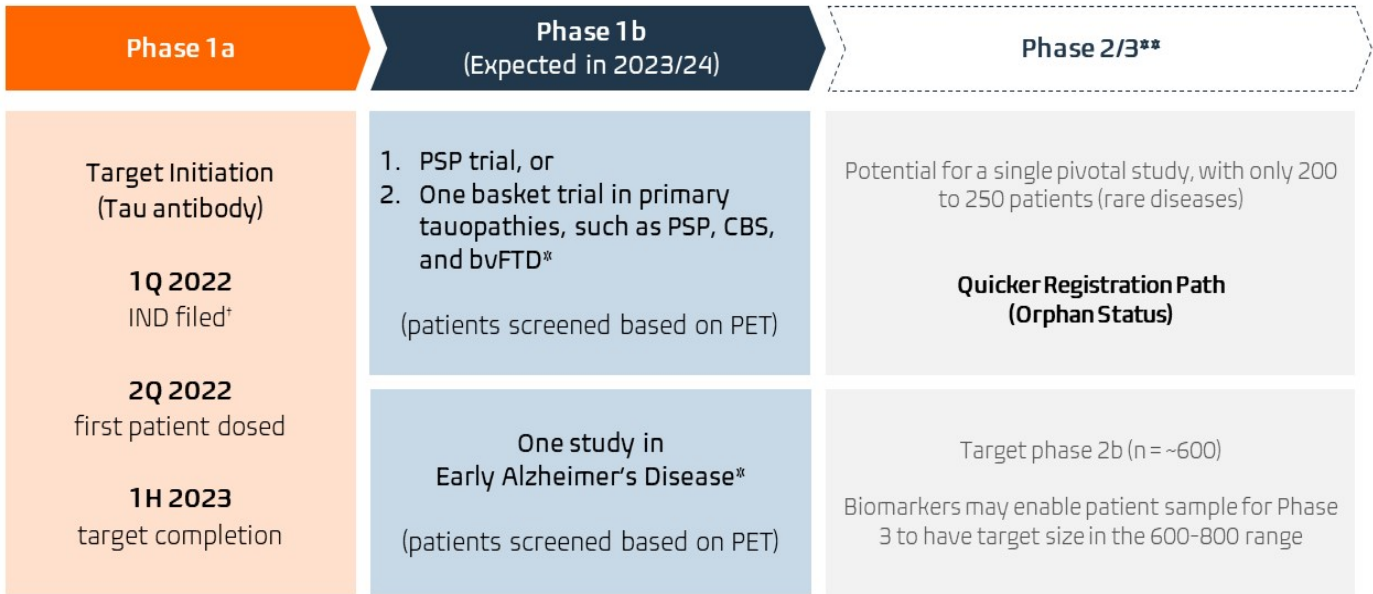 Phase 1a
Phase 1b
(Expected in 2023/24)
Phase 2/3**
Target Initiation
(Tau antibody)
1Q 2022
IND filed†
2Q 2022
first patient dosed
1H 2023
target completion
1. PSP trial, or
2. One basket trial in primary
tauopathies, such as PSP, CBS,
and bvFTD*
(patients screened based on PET)
One study in
Early Alzheimer's Disease*
(patients screened based on PET)
Potential for a single pivotal study, with only 200
to 250 patients (rare diseases)
Quicker Registration Path
(Orphan Status)
Target phase 2b (n = ~600)
Biomarkers may enable patient sample for Phase
3 to have target size in the 600-800 range